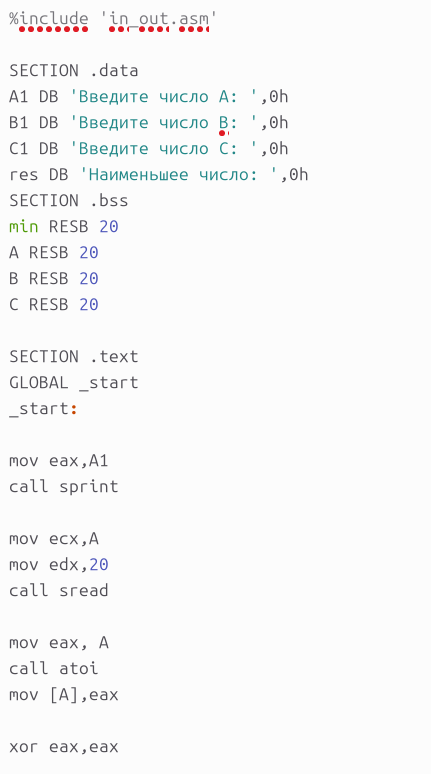 %include 'in_out.asm'
SECTION .data
A1 DB 'Введите число A: ',0h
B1 DB 'Введите число B: ',0h
C1 DB 'Введите число C: ',0h
res DB 'Наименьшее число: ',0h
SECTION .bss
min RESB 20
A RESB 20
B RESB 20
C RESB 20
SECTION .text
GLOBAL _start
_start:
mov eax,A1
call sprint
mov ecx,A
mov edx,20
call sread
mov eax, A
call atoi
mov [A],eax
xor eax,eax